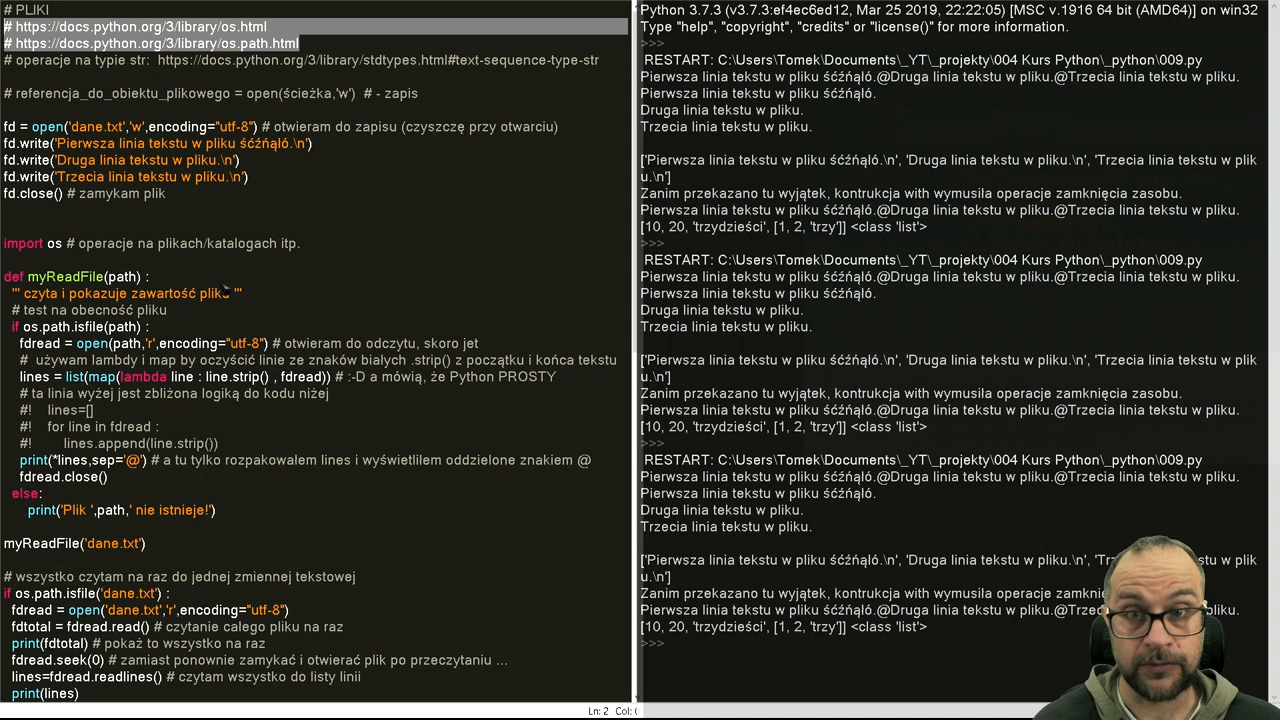 # PLIKI
# https://docs.python.org/3/library/os.html
# https://docs.python.org/3/library/os.path.html
# operacje na typie str:  https://docs.python.org/3/library/stdtypes.html#text-sequence-type-str
# referencja_do_obiektu_plikowego = open(ścieżka,'w')  # - zapis
fd = open('dane.txt','w',encoding="utf-8") # otwieram do zapisu (czyszczę przy otwarciu)
fd.write('Pierwsza linia tekstu w pliku śćźńąłó.\n')
fd.write('Druga linia tekstu w pliku.\n')
fd.write('Trzecia linia tekstu w pliku.\n')
fd.close() # zamykam plik
import os # operacje na plikach/katalogach itp.
def myReadFile(path) :
''' czyta i pokazuje zawartość pliku '''
# test na obecność pliku
if os.path.isfile(path) :
fdread = open(path,'r',encoding="utf-8") # otwieram do odczytu, skoro jet
#  używam lambdy i map by oczyścić linie ze znaków białych .strip() z początku i końca tekstu
lines = list(map(lambda line : line.strip() , fdread)) # :-D a mówią, że Python PROSTY
# ta linia wyżej jest zbliżona logiką do kodu niżej
#!    lines=[]
#!    for line in fdread :
#!        lines.append(line.strip())
print(*lines,sep='@') # a tu tylko rozpakowałem lines i wyświetliłem oddzielone znakiem @
fdread.close()
else:
print('Plik ',path,' nie istnieje!')
myReadFile('dane.txt')
# wszystko czytam na raz do jednej zmiennej tekstowej
if os.path.isfile('dane.txt') :
fdread = open('dane.txt','r',encoding="utf-8")
fdtotal = fdread.read() # czytanie całego pliku na raz
print(fdtotal) # pokaż to wszystko na raz
fdread.seek(0) # zamiast ponownie zamykać i otwierać plik po przeczytaniu ...
lines=fdread.readlines() # czytam wszystko do listy linii
print(lines)
Ln: 2  Col:
Python 3.7.3 (v3.7.3:ef4ec6ed12, Mar 25 2019, 22:22:05) [MSC v.1916 64 bit (AMD64)] on win32
Type "help", "copyright", "credits" or "license()" for more information.
>>>
RESTART: C:\Users\Tomek\Documents\_YT\_projekty\004 Kurs Python\_python\009.py
Pierwsza linia tekstu w pliku śćźńąłó.@Druga linia tekstu w pliku.@Trzecia linia tekstu w pliku.
Pierwsza linia tekstu w pliku śćźńąłó.
Druga linia tekstu w pliku.
Trzecia linia tekstu w pliku.
['Pierwsza linia tekstu w pliku śćźńąłó.\n', 'Druga linia tekstu w pliku.\n', 'Trzecia linia tekstu w plik
u.\n']
Zanim przekazano tu wyjątek, kontrukcja with wymusiła operacje zamknięcia zasobu.
Pierwsza linia tekstu w pliku śćźńąłó.@Druga linia tekstu w pliku.@Trzecia linia tekstu w pliku.
[10, 20, 'trzydzieści', [1, 2, 'trzy']] <class 'list'>
>>>
RESTART: C:\Users\Tomek\Documents\_YT\_projekty\004 Kurs Python\_python\009.py
Pierwsza linia tekstu w pliku śćźńąłó.@Druga linia tekstu w pliku.@Trzecia linia tekstu w pliku.
Pierwsza linia tekstu w pliku śćźńąłó.
Druga linia tekstu w pliku.
Trzecia linia tekstu w pliku.
['Pierwsza linia tekstu w pliku śćźńąłó.\n', 'Druga linia tekstu w pliku.\n', 'Trzecia linia tekstu w plik
u.\n']
Zanim przekazano tu wyjątek, kontrukcja with wymusiła operacje zamknięcia zasobu.
Pierwsza linia tekstu w pliku śćźńąłó.@Druga linia tekstu w pliku.@Trzecia linia tekstu w pliku.
[10, 20, 'trzydzieści', [1, 2, 'trzy']] <class 'list'>
>>>
RESTART: C:\Users\Tomek\Documents\_YT\_projekty\004 Kurs Python\_python\009.py
Pierwsza linia tekstu w pliku śćźńąłó.@Druga linia tekstu w pliku.@Trzecia linia tekstu w pliku.
Pierwsza linia tekstu w pliku śćźńąłó.
Druga linia tekstu w pliku.
Trzecia linia tekstu w pliku.
['Pierwsza linia tekstu w pliku śćźńąłó.\n', 'Druga linia tekstu w pliku.\n', linia tekstu w plik
u.\n']
Zanim przekazano tu wyjątek, kontrukcja with wymusiła operacje zamknięcia
Pierwsza linia tekstu w pliku śćźńąłó.@Druga linia tekstu w pliku.@ tekstu w pliku.
[10, 20, 'trzydzieści', [1, 2, 'trzy']] <class 'list'>
>>>